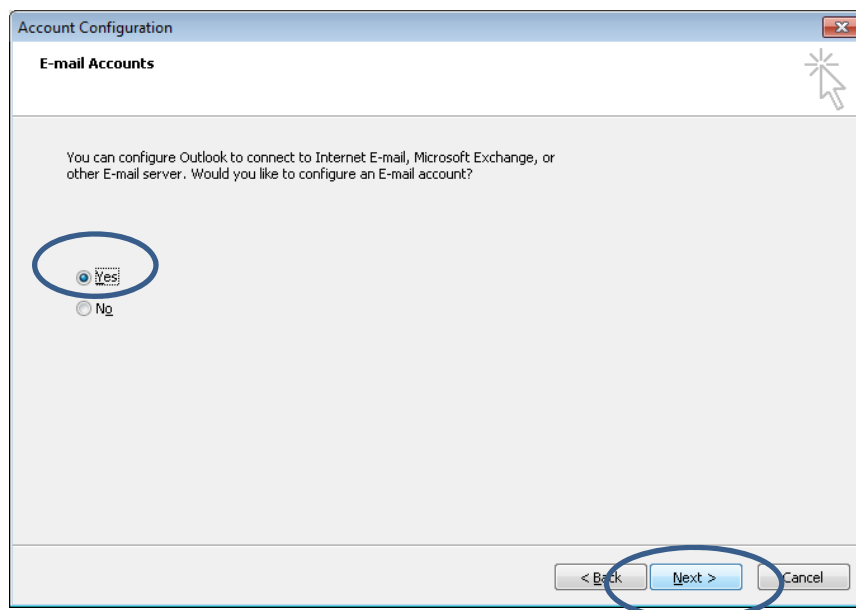 Account Configuration
E-mail Accounts
You can configure Outlook to connect to Internet E-mail, Microsoft Exchange, or
other E-mail server. Would you like to configure an E-mail account?
Yes
No
< Back
Next >
Cancel